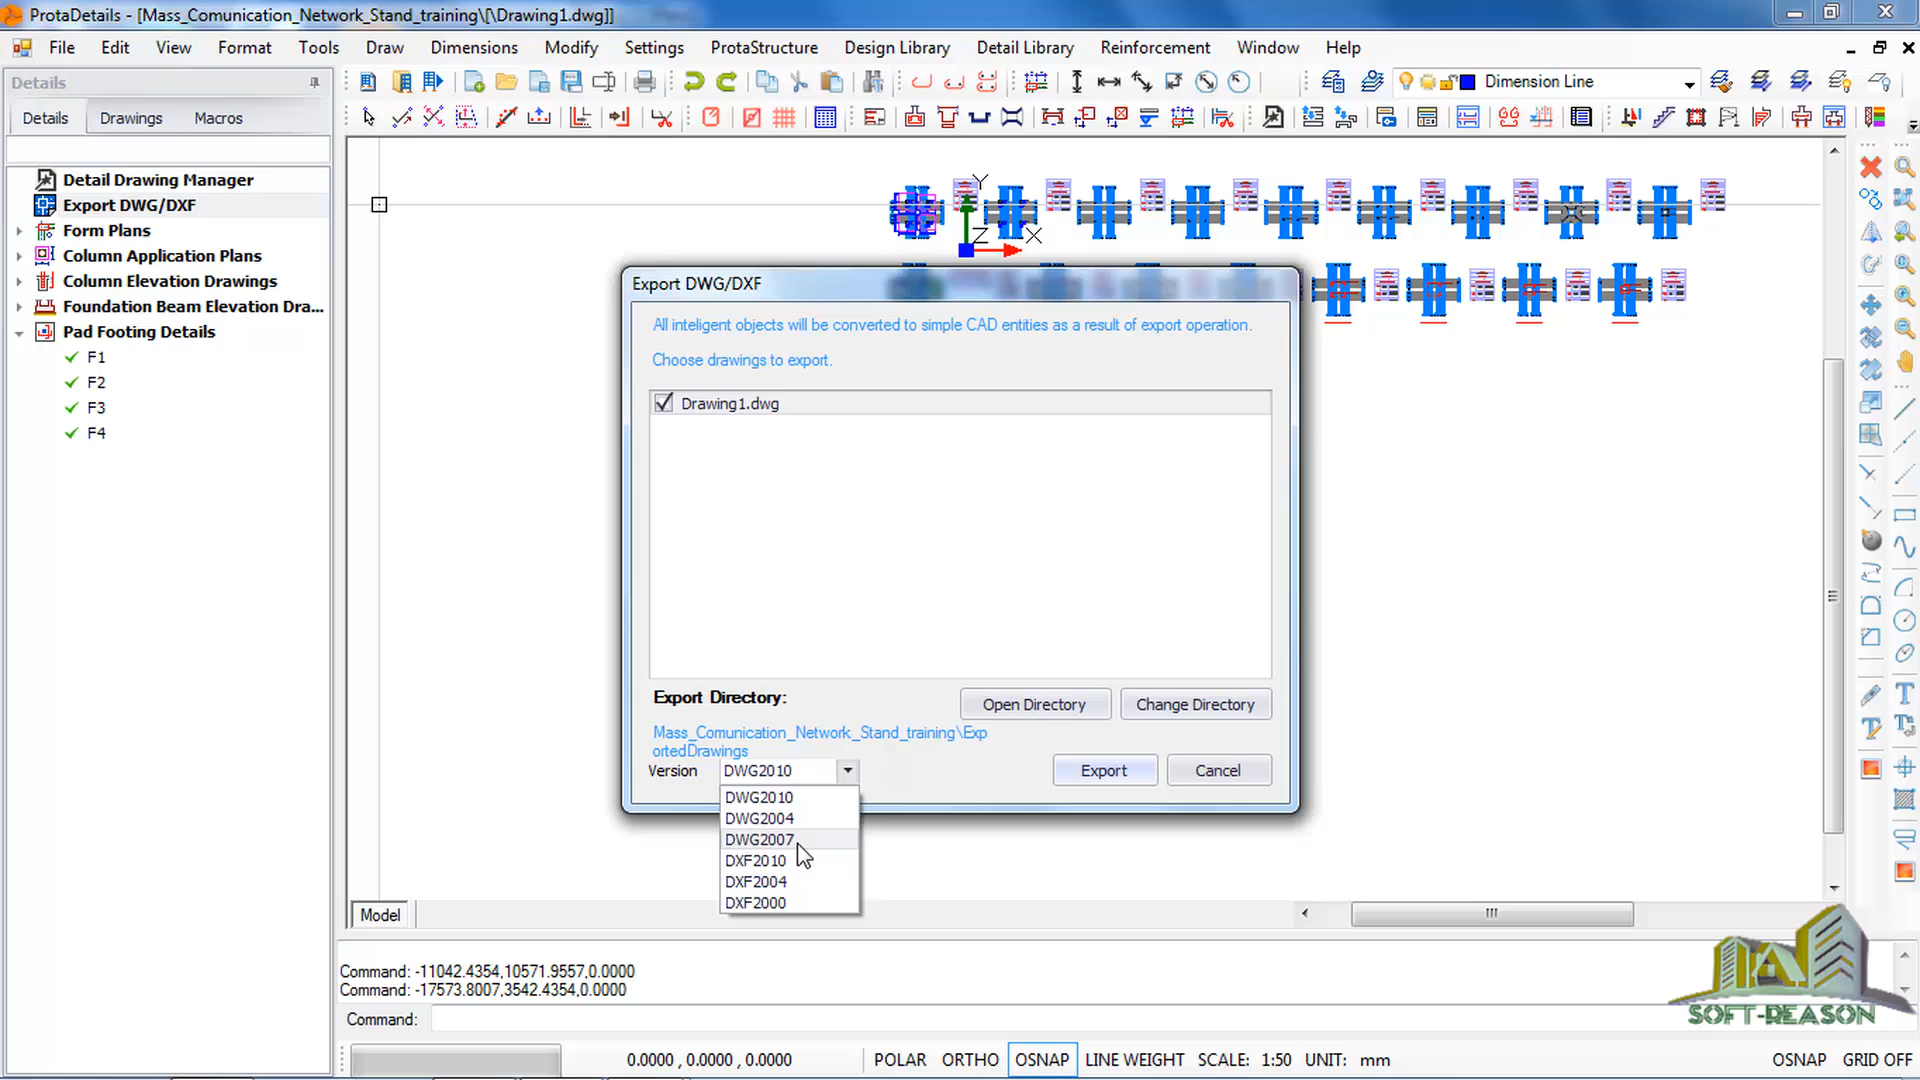 ProtaDetails - [Mass_Comunication_Network_Stand_training\[\Drawing1.dwg]]
File Edit View Format Tools Draw Dimensions Modify Settings ProtaStructure Design Library Detail Library Reinforcement Window Help
Details
Dimension Line
Details Drawings Macros
Detail Drawing Manager
Export DWG/DXF
Form Plans
Column Application Plans
Column Elevation Drawings
Foundation Beam Elevation Dra...
Pad Footing Details
F1
F2
F3
F4
Y
Z X
Export DWG/DXF
All inteligent objects will be converted to simple CAD entities as a result of export operation.
Choose drawings to export.
Drawing1.dwg
Export Directory:
Open Directory Change Directory
Mass_Comunication_Network_Stand_training\Exp
ortedDrawings
Version DWG2010 Export Cancel
DWG2010
DWG2004
DWG2007
DXF2010
DXF2004
DXF2000
Model
Command: -11042.4354,10571.9557,0.0000
Command: -17573.8007,3542.4354,0.0000
Command:
SOFT-REASON
0.0000 , 0.0000 , 0.0000 POLAR ORTHO OSNAP LINE WEIGHT SCALE: 1:50 UNIT: mm OSNAP GRID OFF